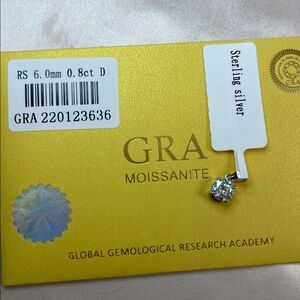 RS 6.0mm 0.8ct D
GRA 220123636
Sterling silver
GRA
MOISSANITE
GLOBAL GEMOLOGICAL RESEARCH ACADEMY